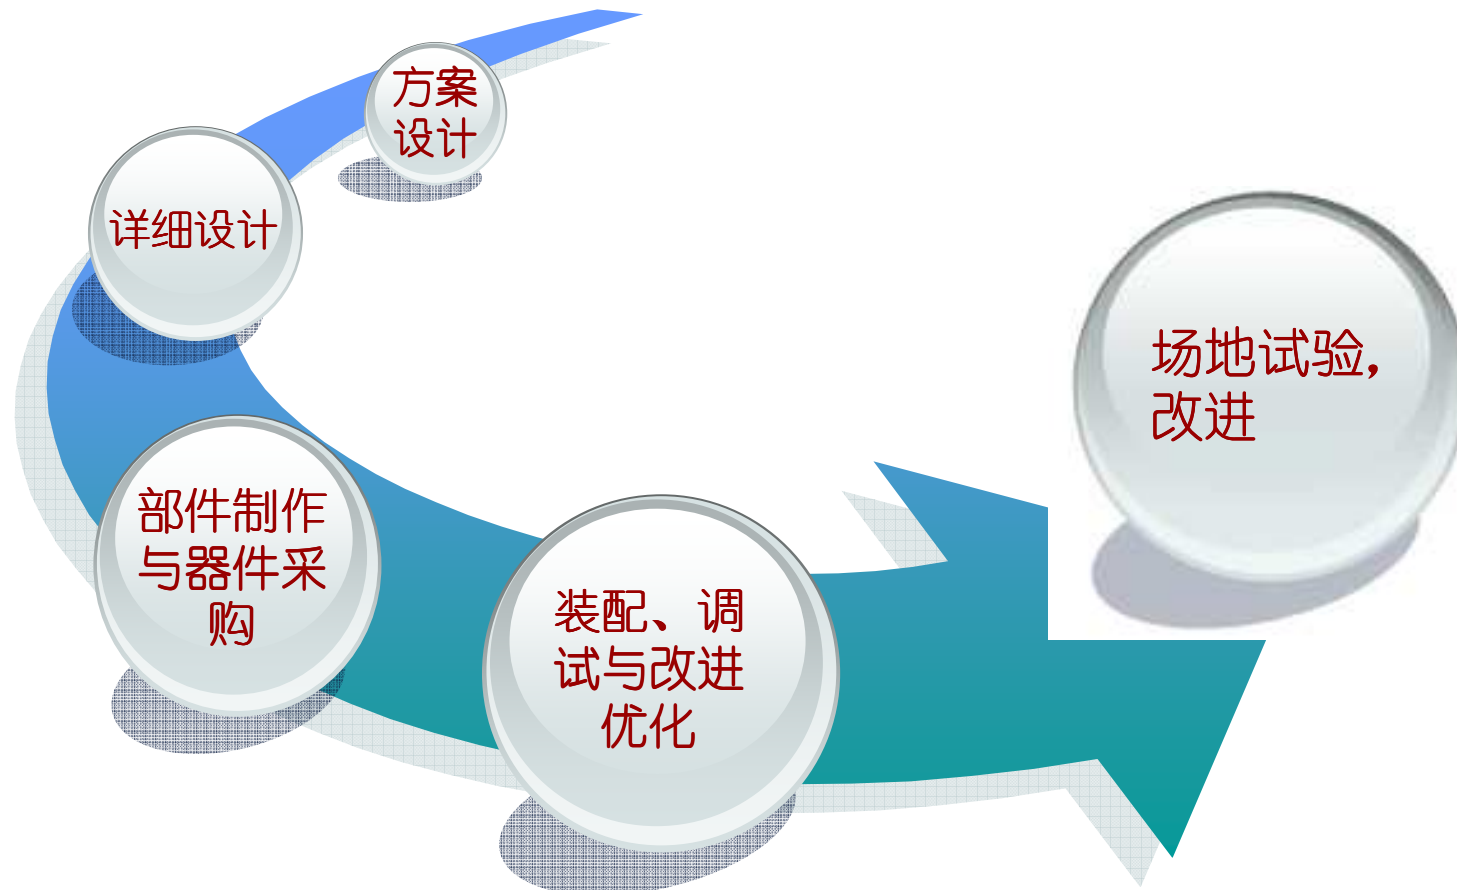 方案
设计
详细设计
部件制作
与器件采
购
装配、调
试与改进
优化
场地试验，
改进